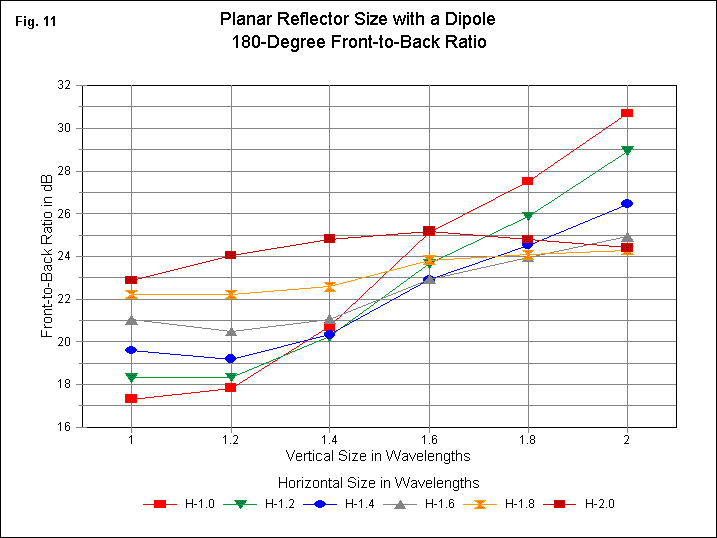 Fig. 11
Planar Reflector Size with a Dipole
180-Degree Front-to-Back Ratio
32
30
28
26
24
22
20
18
16
Front-to-Back Ratio in dB
1 1.2 1.4 1.6 1.8 2
Vertical Size in Wavelengths
Horizontal Size in Wavelengths
H-1.0 H-1.2 H-1.4 H-1.6 H-1.8 H-2.0